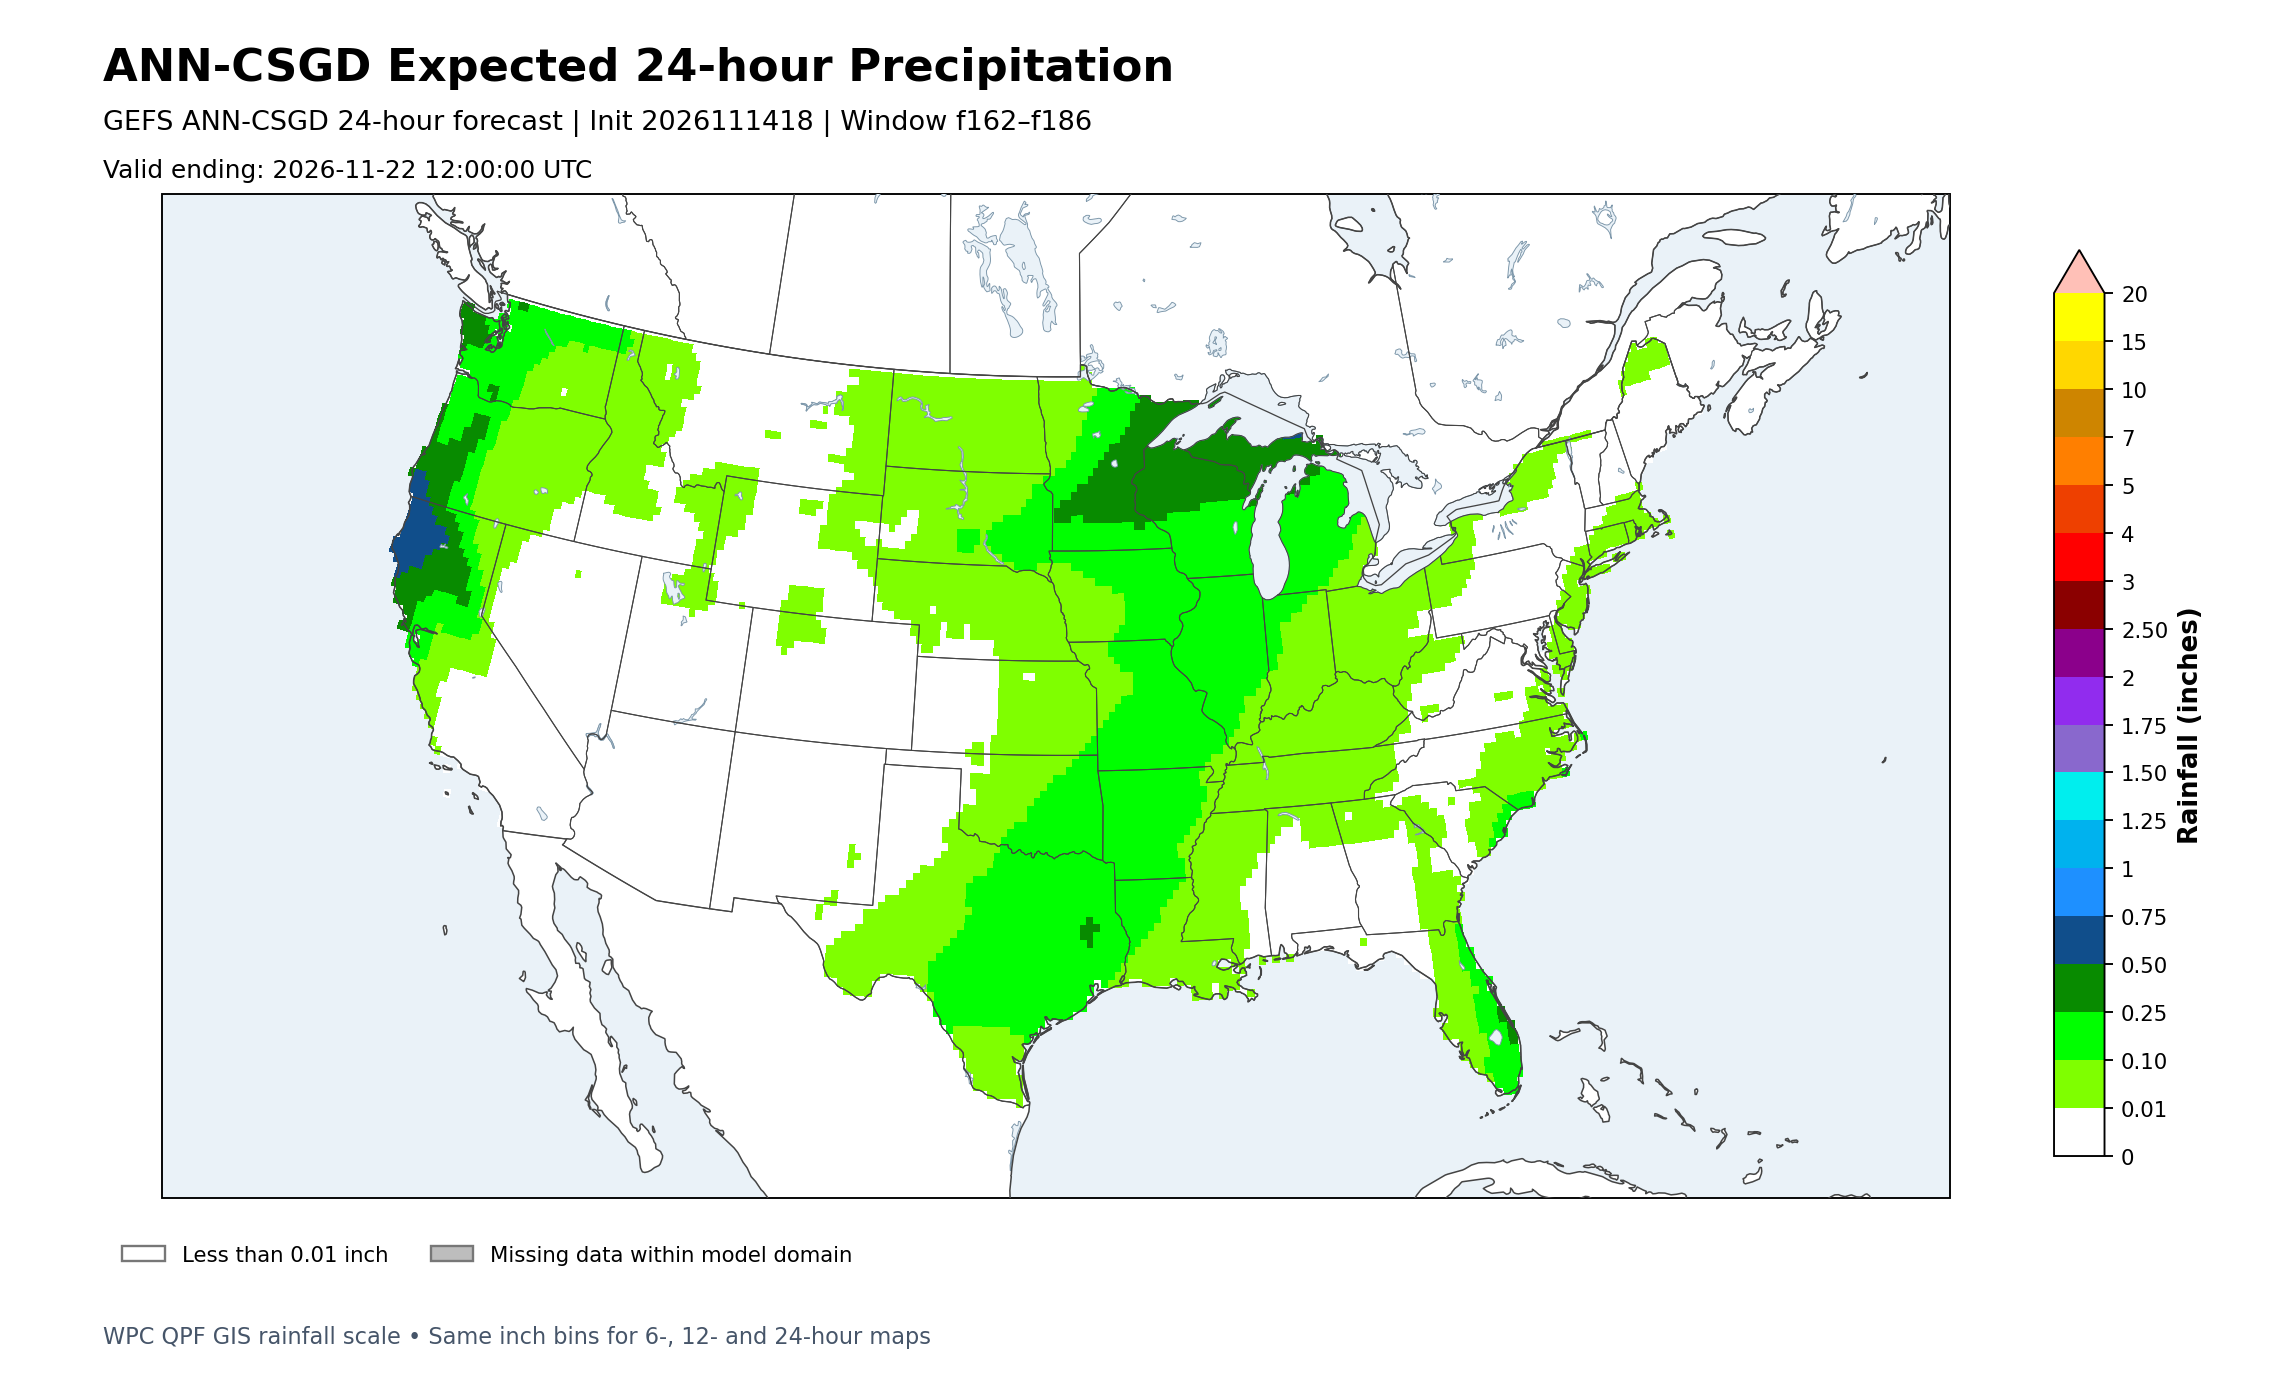 ANN-CSGD Expected 24-hour Precipitation
GEFS ANN-CSGD 24-hour forecast | Init 2026111418 | Window f162–f186
Valid ending: 2026-11-22 12:00:00 UTC
20
15
10
7
5
4
3
2.50
2
1.75
1.50
1.25
1
0.75
0.50
0.25
0.10
0.01
0
Rainfall (inches)
Less than 0.01 inch
Missing data within model domain
WPC QPF GIS rainfall scale • Same inch bins for 6-, 12- and 24-hour maps